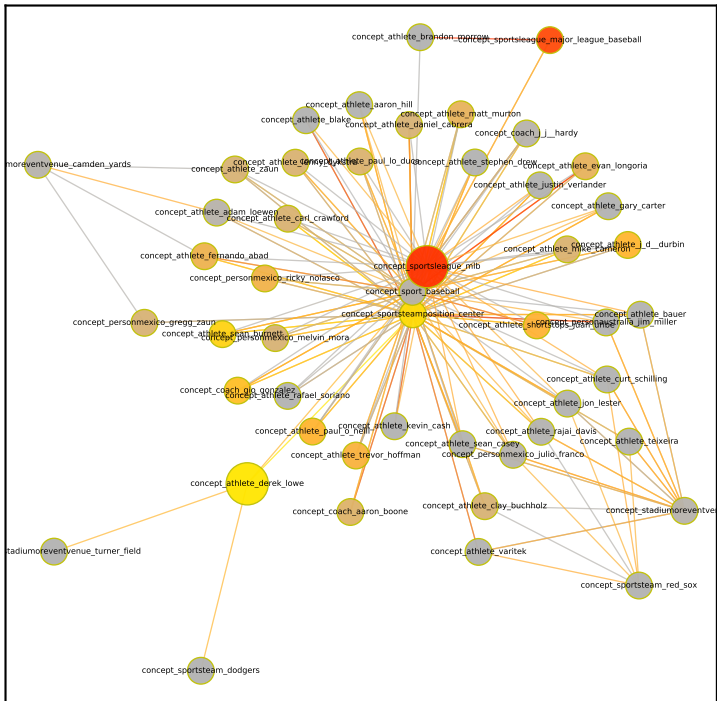 concept_athlete_brandon_morrow
concept_sportsleague_major_league_baseball
concept_athlete_aaron_hill
concept_athlete_matt_murton
concept_athlete_blake
concept_athlete_daniel_cabrera
concept_coach_j_j__hardy
moreventvenue_camden_yards
concept_athlete_zaun
concept_athlete_paul_lo_duca
concept_athlete_stephen_drew
concept_athlete_evan_longoria
concept_athlete_justin_verlander
concept_athlete_gary_carter
concept_athlete_adam_loewen
concept_athlete_carl_crawford
concept_athlete_fernando_abad
concept_athlete_mike_cameron
concept_athlete_j_d__durbin
concept_sportsleague_mlb
concept_personmexico_ricky_nolasco
concept_sport_baseball
concept_sportsteamposition_center
concept_athlete_bauer
concept_personmexico_gregg_zaun
concept_athlete_sean_burnett
concept_athlete_shortstops_juan_uribe
concept_personaustralia_jim_miller
concept_personmexico_melvin_mora
concept_athlete_curt_schilling
concept_coach_gio_gonzalez
concept_athlete_rafael_soriano
concept_athlete_jon_lester
concept_athlete_kevin_cash
concept_athlete_paul_o_neill
concept_athlete_rajai_davis
concept_athlete_sean_casey
concept_athlete_teixeira
concept_athlete_trevor_hoffman
concept_personmexico_julio_franco
concept_athlete_derek_lowe
concept_athlete_clay_buchholz
concept_coach_aaron_boone
concept_stadiumoreventve
tadiumoreventvenue_turner_field
concept_athlete_varitek
concept_sportsteam_red_sox
concept_sportsteam_dodgers